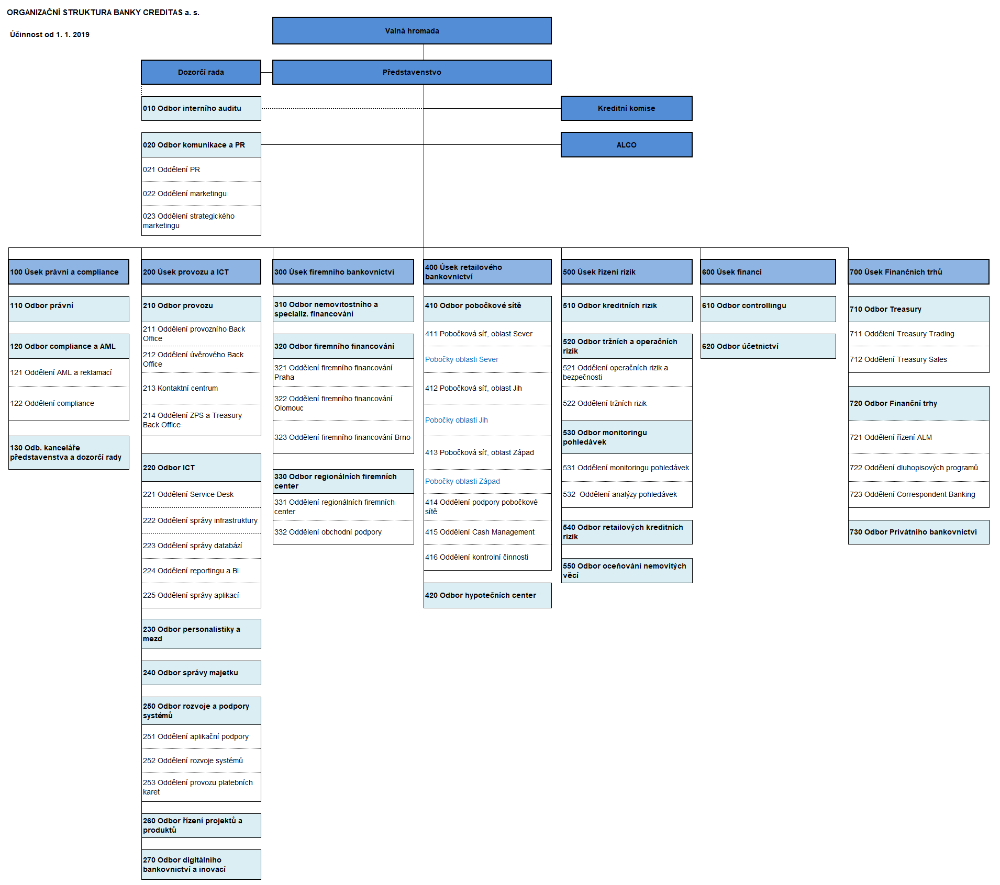 ORGANIZAČNÍ STRUKTURA BANKY CREDITAS a. s.
Účinnost od 1. 1. 2019
Valná hromada
Dozorčí rada
Představenstvo
010 Odbor interního auditu
Kreditní komise
020 Odbor komunikace a PR
ALCO
021 Oddělení PR
022 Oddělení marketingu
023 Oddělení strategického
marketingu
100 Úsek právní a compliance
110 Odbor právní
120 Odbor compliance a AML
121 Oddělení AML a reklamací
122 Oddělení compliance
130 Odb. kanceláře
představenstva a dozorčí rady
200 Úsek provozu a ICT
210 Odbor provozu
211 Oddělení provozního Back
Office
212 Oddělení úvěrového Back
Office
213 Kontaktní centrum
214 Oddělení ZPS a Treasury
Back Office
220 Odbor ICT
221 Oddělení Service Desk
222 Oddělení správy infrastruktury
223 Oddělení správy databází
224 Oddělení reportingu a BI
225 Oddělení správy aplikací
230 Odbor personalistiky a
mezd
240 Odbor správy majetku
250 Odbor rozvoje a podpory
systémů
251 Oddělení aplikační podpory
252 Oddělení rozvoje systémů
253 Oddělení provozu platebních
karet
260 Odbor řízení projektů a
produktů
270 Odbor digitálního
bankovnictví a inovací
300 Úsek firemního bankovnictví
310 Odbor nemovitostního a
specializ. financování
320 Odbor firemního financování
321 Oddělení firemního financování
Praha
322 Oddělení firemního financování
Olomouc
323 Oddělení firemního financování Brno
330 Odbor regionálních firemních
center
331 Oddělení regionálních firemních
center
332 Oddělení obchodní podpory
400 Úsek retailového
bankovnictví
410 Odbor pobočkové sítě
411 Pobočková síť, oblast Sever
Pobočky oblasti Sever
412 Pobočková síť, oblast Jih
Pobočky oblasti Jih
413 Pobočková síť, oblast Západ
Pobočky oblasti Západ
414 Oddělení podpory pobočkové
sítě
415 Oddělení Cash Management
416 Oddělení kontrolní činnosti
420 Odbor hypotečních center
500 Úsek řízení rizik
510 Odbor kreditních rizik
520 Odbor tržních a operačních
rizik
521 Oddělení operačních rizik a
bezpečnosti
522 Oddělení tržních rizik
530 Odbor monitoringu
pohledávek
531 Oddělení monitoringu pohledávek
532  Oddělení analýzy pohledávek
540 Odbor retailových kreditních
rizik
550 Odbor oceňování nemovitých
věcí
600 Úsek financí
610 Odbor controllingu
620 Odbor účetnictví
700 Úsek Finančních trhů
710 Odbor Treasury
711 Oddělení Treasury Trading
712 Oddělení Treasury Sales
720 Odbor Finanční trhy
721 Oddělení řízení ALM
722 Oddělení dluhopisových programů
723 Oddělení Correspondent Banking
730 Odbor Privátního bankovnictví